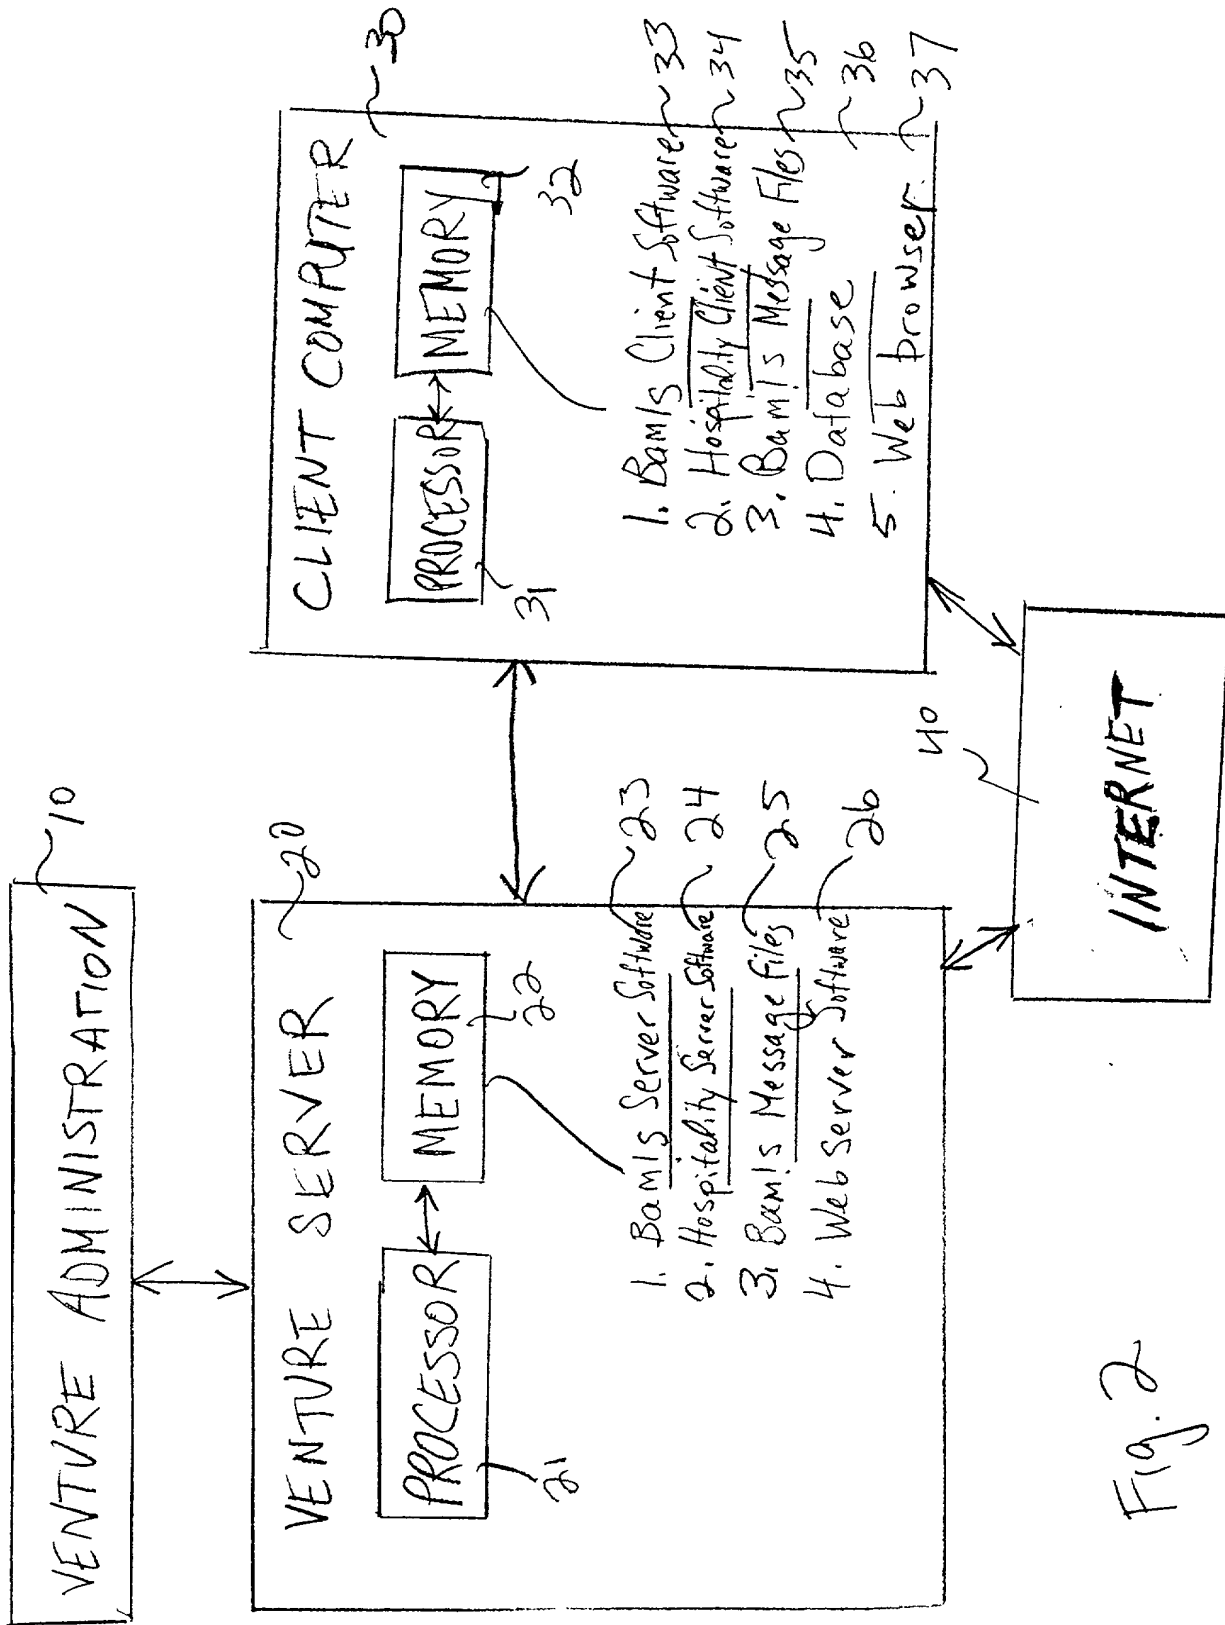 VENTURE ADMINISTRATION
10
VENTURE SERVER
20
PROCESSOR
MEMORY
21
22
1. Bam!s Server Software 23
2. Hospitality Server Software 24
3. Bam!s Message Files 25
4. Web Server Software 26
CLIENT COMPUTER
30
PROCESSOR
MEMORY
31
32
1. Bam!s Client Software 33
2. Hospitality Client Software 34
3. Bam!s Message Files 35
4. Database 36
5. Web browser 37
40
INTERNET
Fig. 2